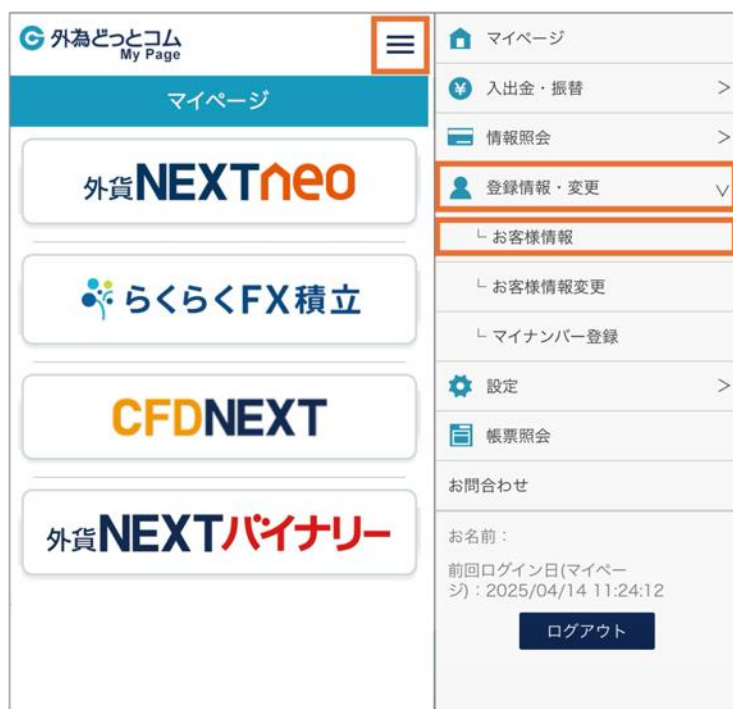 外為どっとコム
My Page
マイページ
外貨NEXTneo
らくらくFX積立
CFDNEXT
外貨NEXTバイナリー
マイページ
入出金・振替 >
情報照会 >
登録情報・変更 ∨
└ お客様情報
└ お客様情報変更
└ マイナンバー登録
設定 >
帳票照会
お問合わせ
お名前：
前回ログイン日(マイペー
ジ)：2025/04/14 11:24:12
ログアウト